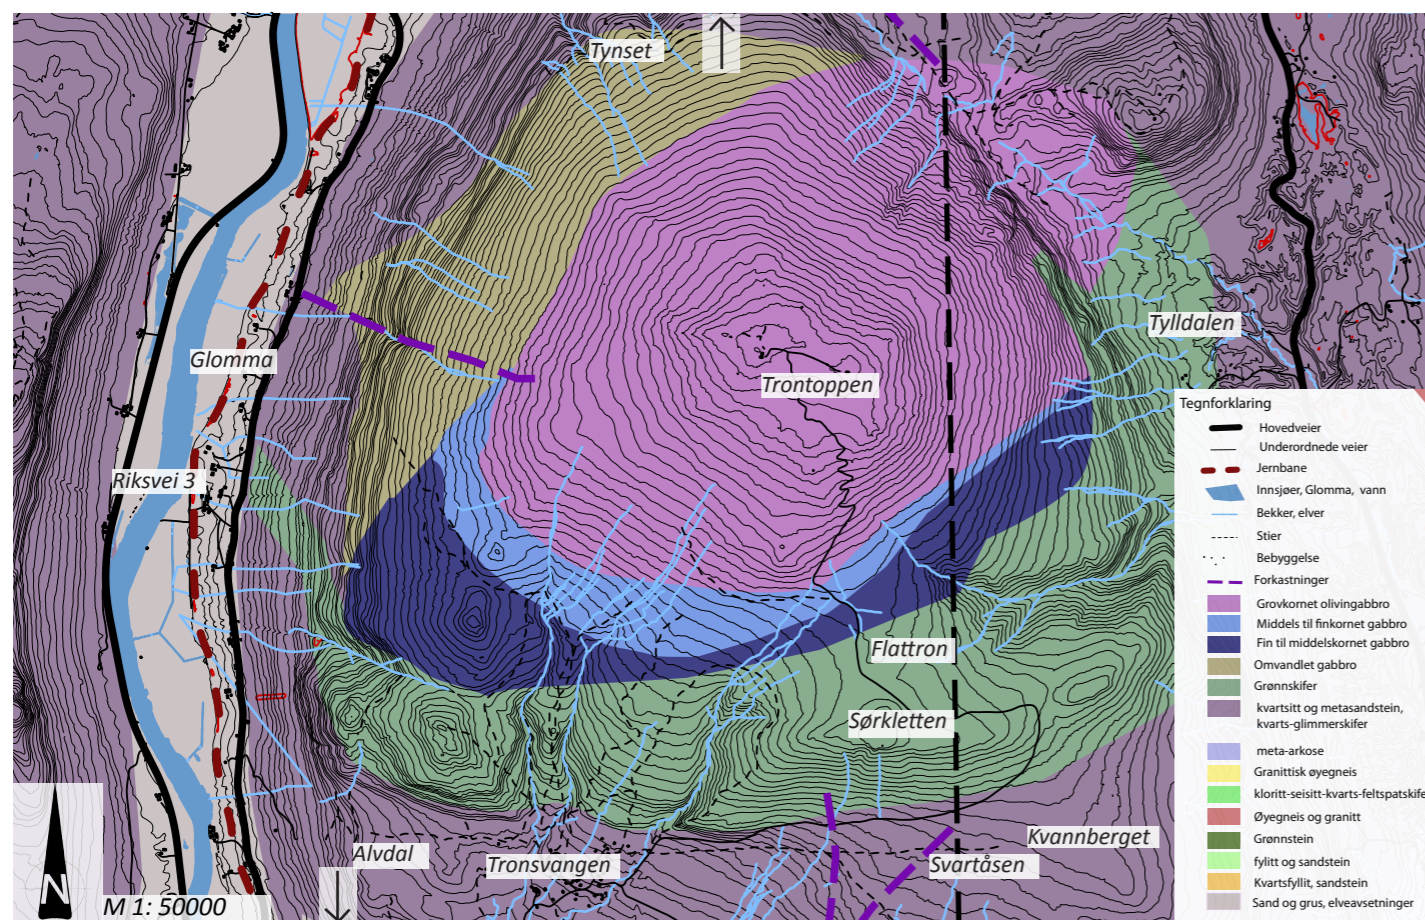 Tvnset
Glomma
Tylldalen
Trontoppen
Riksvei 3
Flattron
Sørkletten
Kvannberget
Alvdal
Tronsvangen
Svartåsen
N
M 1: 50000
Tegnforklaring
Hovedveier
Underordnede veier
Jernbane
Innsjøer, Glomma, vann
Bekker, elver
Stier
Bebyggelse
Forkastninger
Grovkornet olivingabbro
Middels til finkornet gabbro
Fin til middelskornet gabbro
Omvandlet gabbro
Grønnskifer
kvartsitt og metasandstein,
kvarts-glimmerskifer
meta-arkose
Granittisk øyegneis
kloritt-seisitt-kvarts-feltspatskife
Øyegneis og granitt
Grønnstein
fylitt og sandstein
Kvartsfyllit, sandstein
Sand og grus, elveavsetninger